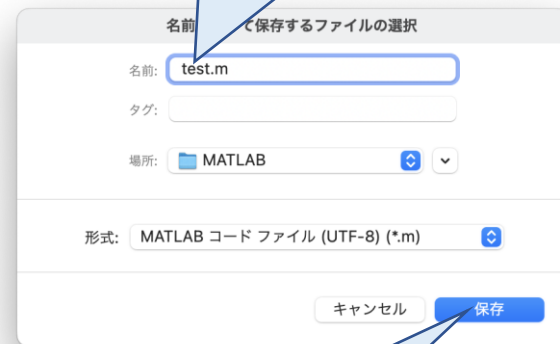 名前 て保存するファイルの選択
名前: test.m
タグ:
場所: MATLAB
形式: MATLAB コード ファイル (UTF-8) (*.m)
キャンセル 保存